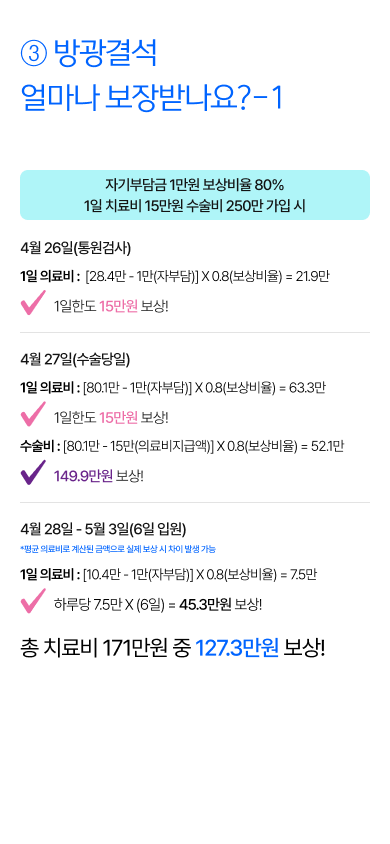 ③ 방광결석
얼마나 보장받나요?-1
자기부담금 1만원 보상비율 80%
1일 치료비 15만원 수술비 250만 가입 시
4월 26일(통원검사)
1일 의료비 : [28.4만 - 1만(자부담)] X 0.8(보상비율) = 21.9만
1일한도 15만원 보상!
4월 27일(수술당일)
1일 의료비 : [80.1만 - 1만(자부담)] X 0.8(보상비율) = 63.3만
1일한도 15만원 보상!
수술비 : [80.1만 - 15만(의료비지급액)] X 0.8(보상비율) = 52.1만
149.9만원 보상!
4월 28일 - 5월 3일(6일 입원)
*평균 의료비로 계산된 금액으로 실제 보상 시 차이 발생 가능
1일 의료비 : [10.4만 - 1만(자부담)] X 0.8(보상비율) = 7.5만
하루당 7.5만 X (6일) = 45.3만원 보상!
총 치료비 171만원 중 127.3만원 보상!